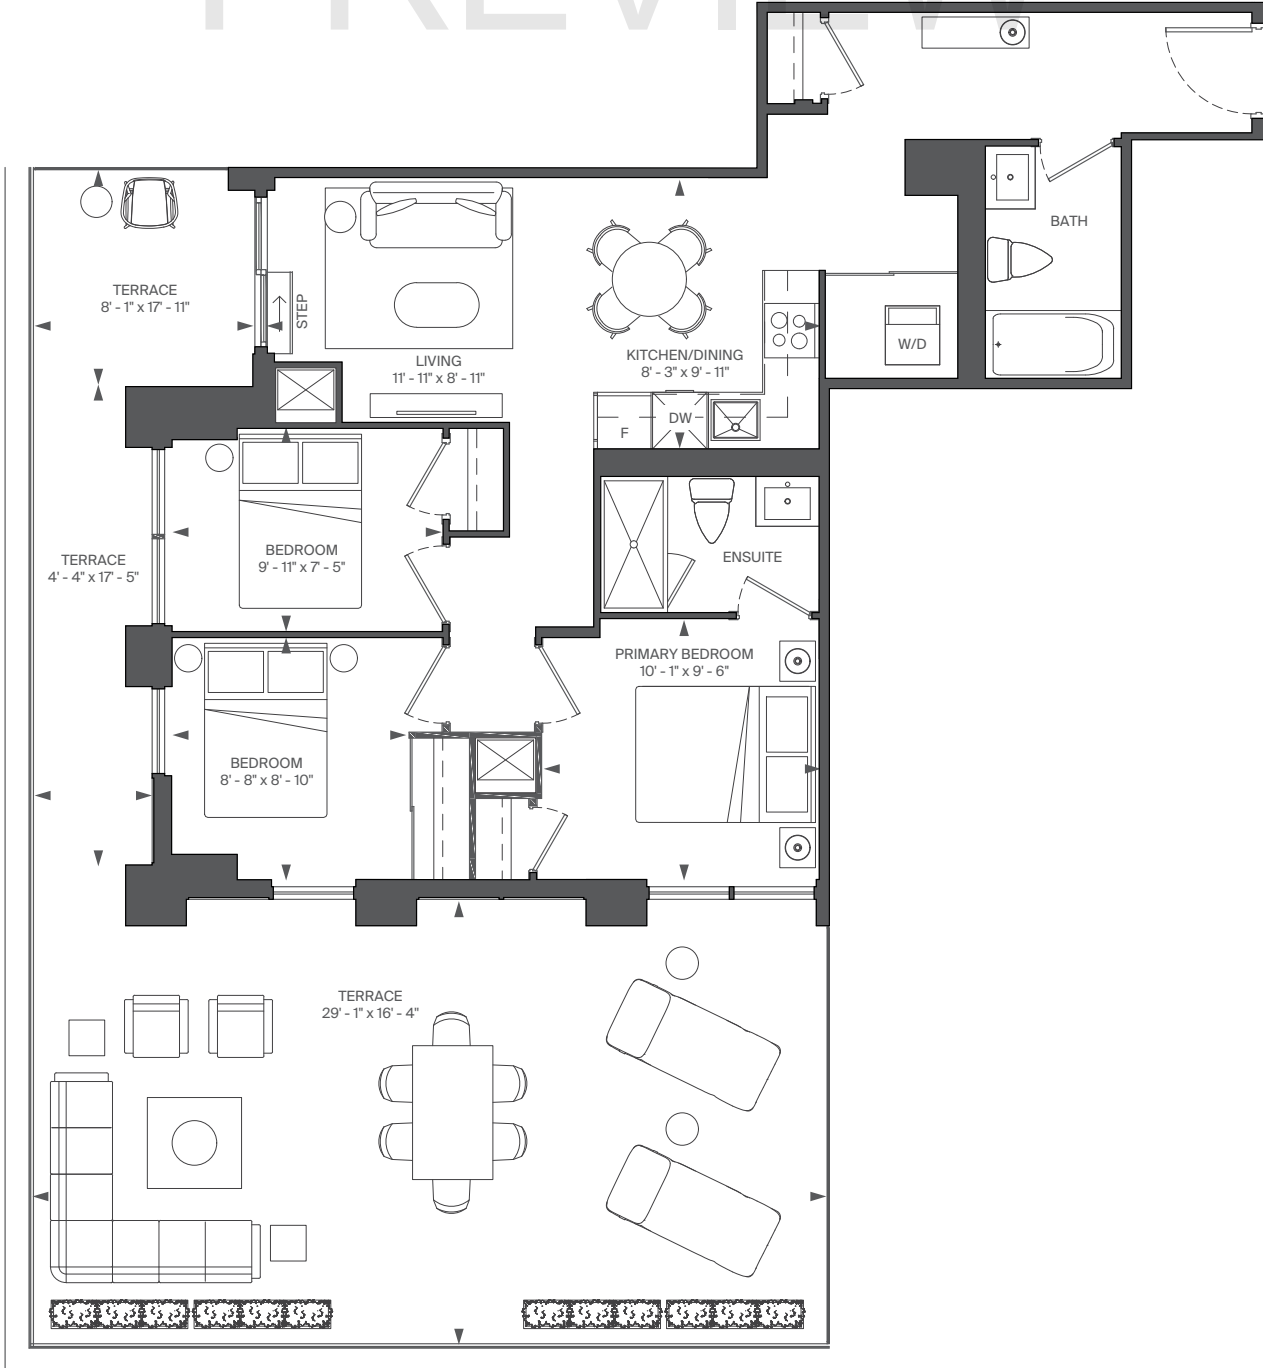 PREVIEW
BATH
TERRACE
8' - 1" x 17' - 11"
STEP
W/D
LIVING
11' - 11" x 8' - 11"
KITCHEN/DINING
8' - 3" x 9' - 11"
DW
F
BEDROOM
9' - 11" x 7' - 5"
TERRACE
4' - 4" x 17' - 5"
ENSUITE
PRIMARY BEDROOM
10' - 1" x 9' - 6"
BEDROOM
8' - 8" x 8' - 10"
TERRACE
29' - 1" x 16' - 4"